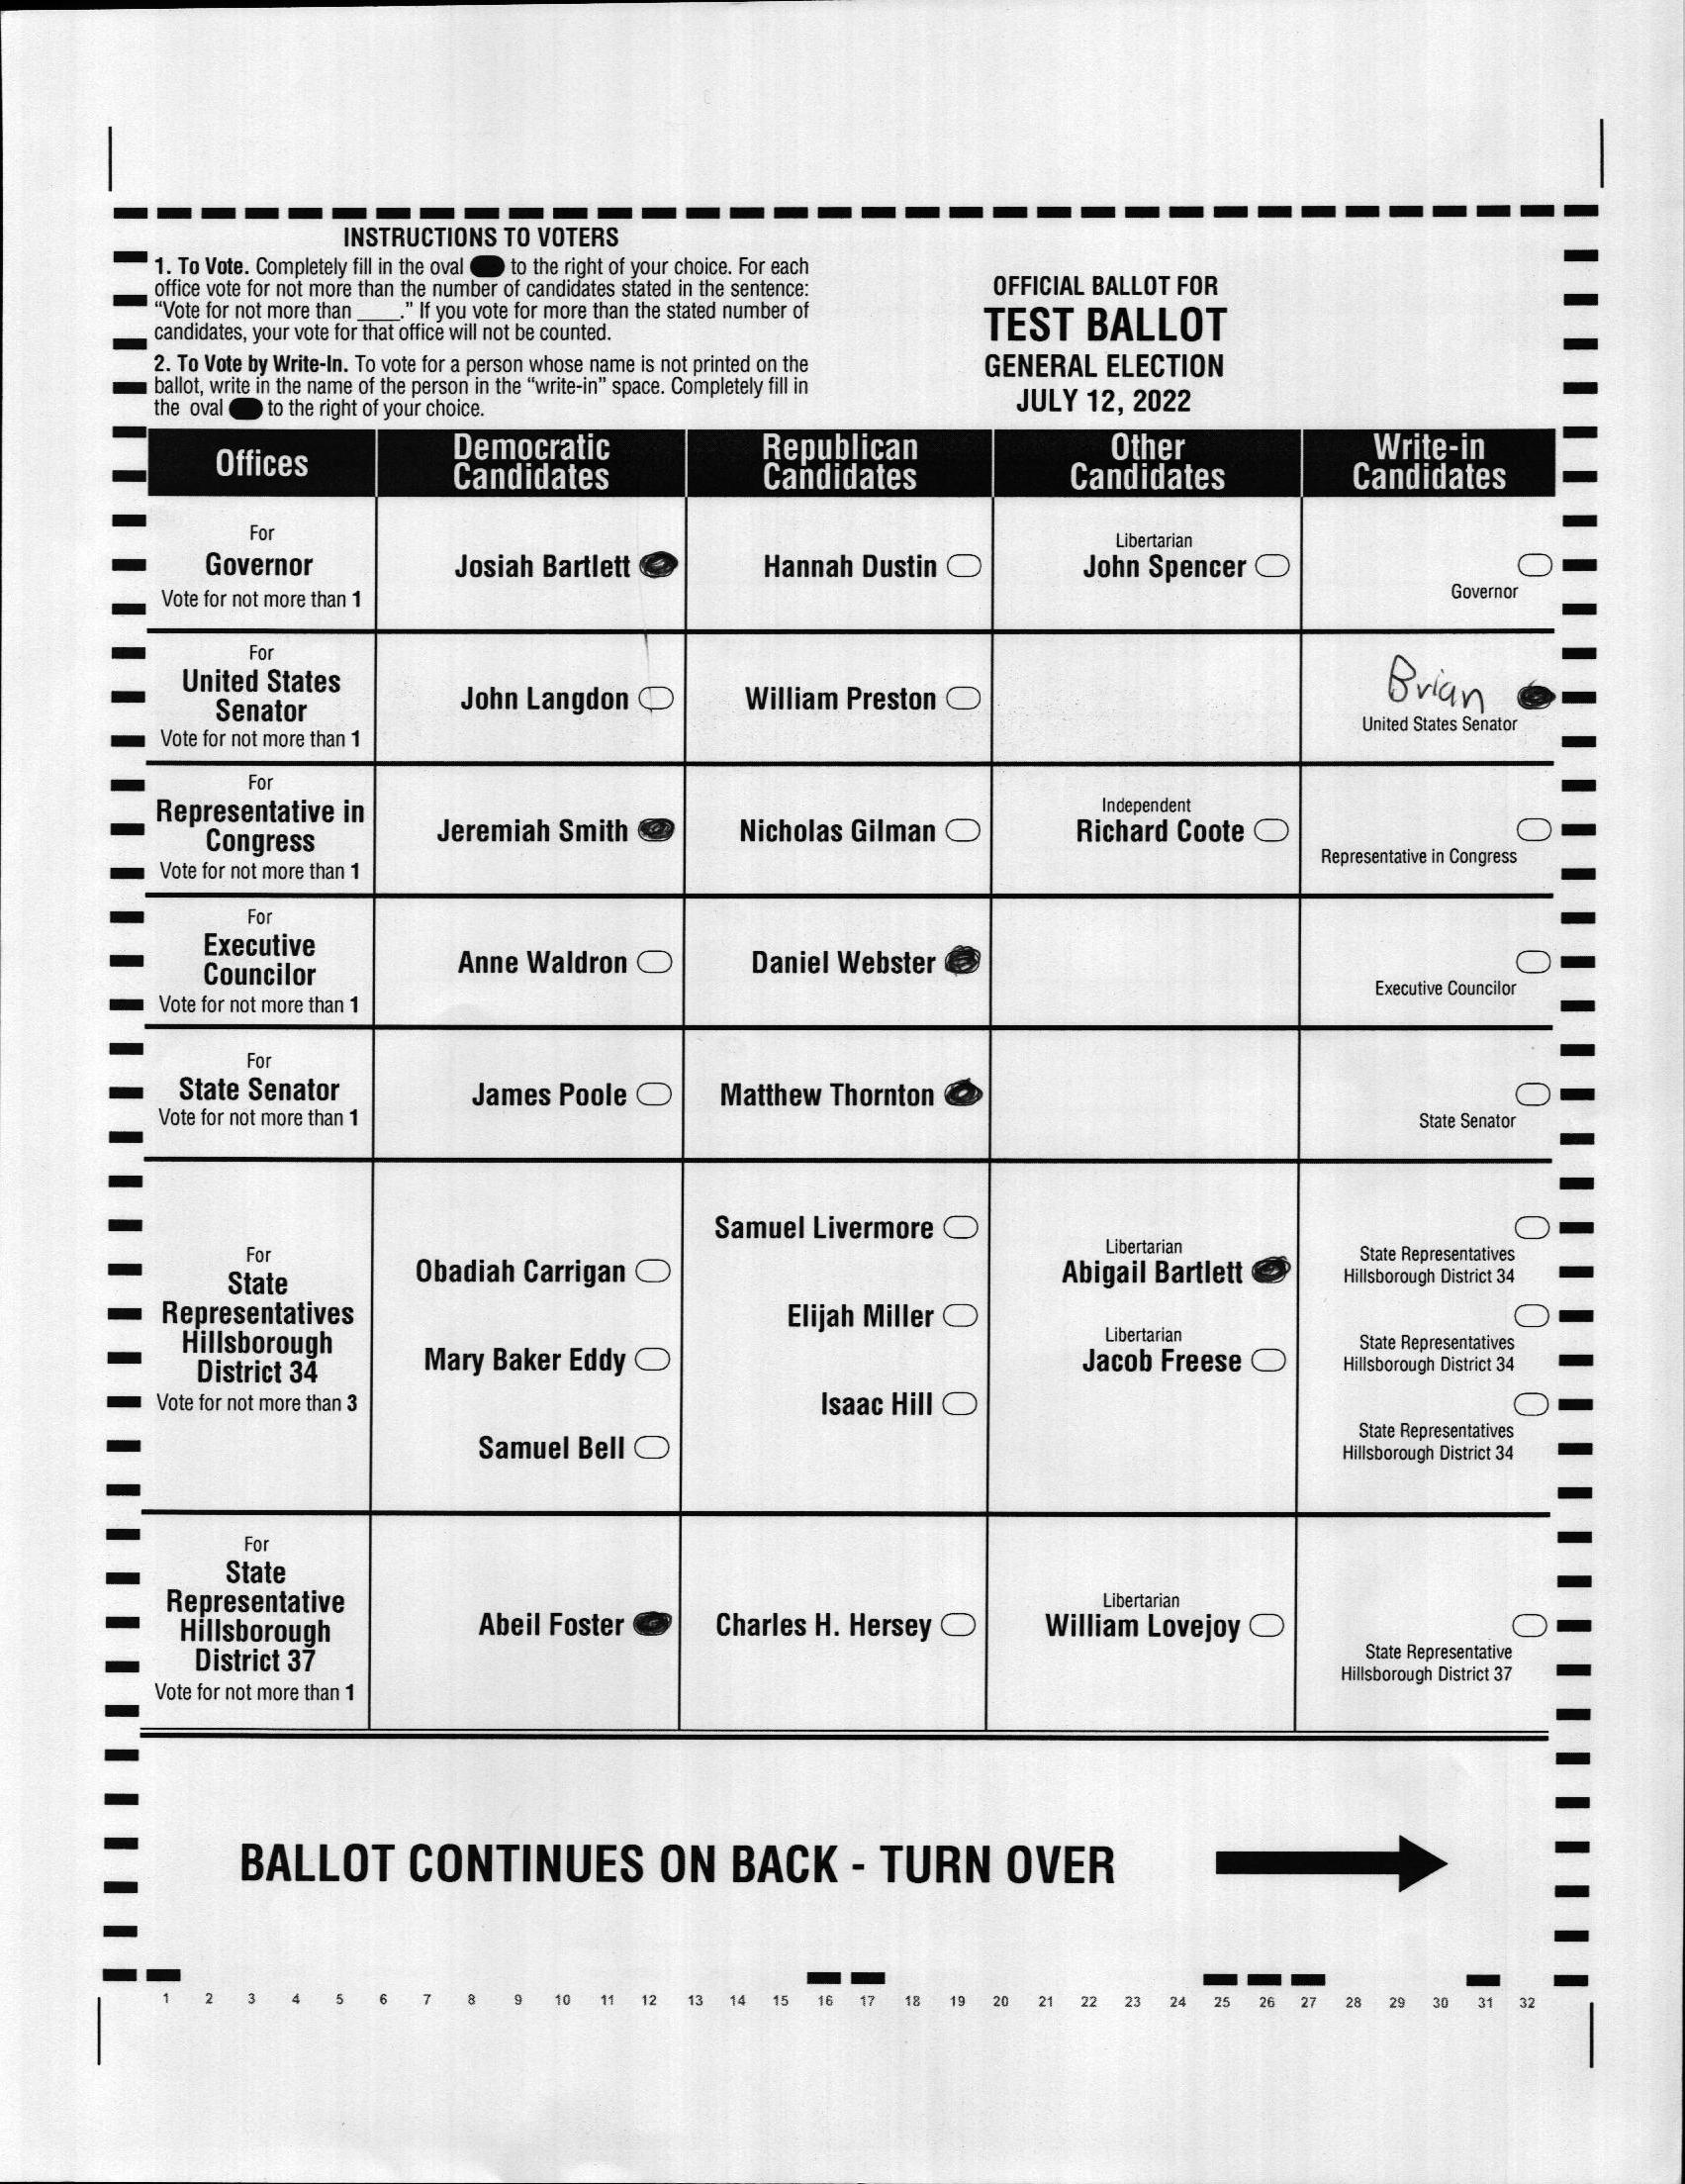 INSTRUCTIONS TO VOTERS
1. To Vote. Completely fill in the oval to the right of your choice. For each
office vote for not more than the number of candidates stated in the sentence:
“Vote for not more than ____.” If you vote for more than the stated number of
candidates, your vote for that office will not be counted.
2. To Vote by Write-In. To vote for a person whose name is not printed on the
ballot, write in the name of the person in the “write-in” space. Completely fill in
the oval to the right of your choice.
OFFICIAL BALLOT FOR
TEST BALLOT
GENERAL ELECTION
JULY 12, 2022
Offices
Democratic
Candidates
Republican
Candidates
Other
Candidates
Write-in
Candidates
For
Governor
Vote for not more than 1
Josiah Bartlett
Hannah Dustin
Libertarian
John Spencer
Governor
For
United States
Senator
Vote for not more than 1
John Langdon
William Preston
Brian
United States Senator
For
Representative in
Congress
Vote for not more than 1
Jeremiah Smith
Nicholas Gilman
Independent
Richard Coote
Representative in Congress
For
Executive
Councilor
Vote for not more than 1
Anne Waldron
Daniel Webster
Executive Councilor
For
State Senator
Vote for not more than 1
James Poole
Matthew Thornton
State Senator
For
State
Representatives
Hillsborough
District 34
Vote for not more than 3
Obadiah Carrigan
Mary Baker Eddy
Samuel Bell
Samuel Livermore
Elijah Miller
Isaac Hill
Libertarian
Abigail Bartlett
Libertarian
Jacob Freese
State Representatives
Hillsborough District 34
State Representatives
Hillsborough District 34
State Representatives
Hillsborough District 34
For
State
Representative
Hillsborough
District 37
Vote for not more than 1
Abeil Foster
Charles H. Hersey
Libertarian
William Lovejoy
State Representative
Hillsborough District 37
BALLOT CONTINUES ON BACK - TURN OVER
1 2 3 4 5 6 7 8 9 10 11 12 13 14 15 16 17 18 19 20 21 22 23 24 25 26 27 28 29 30 31 32